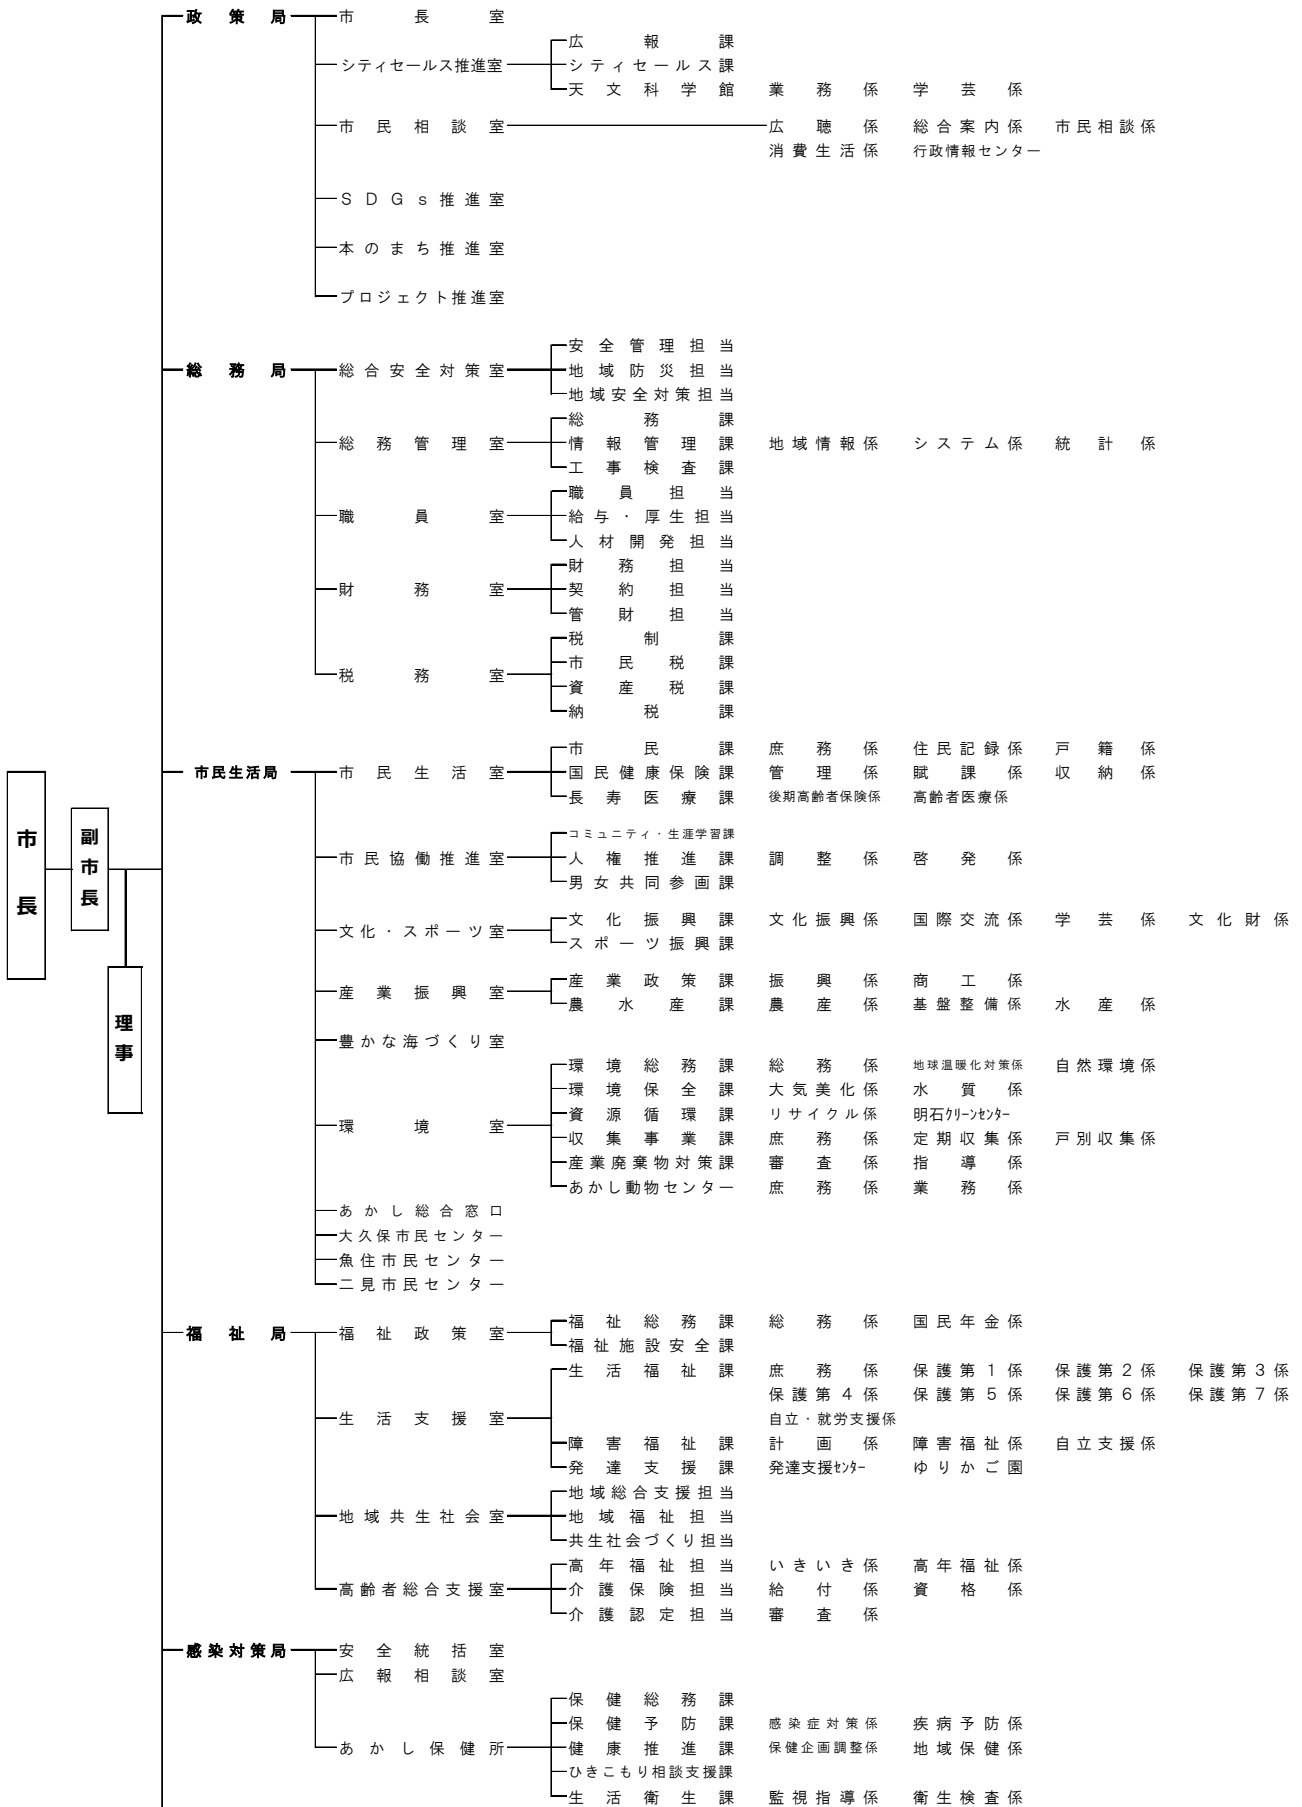 政策局 市長室
広報課
シティセールス推進室 シティセールス課
天文科学館 業務係 学芸係
市民相談室 広聴係 総合案内係 市民相談係
消費生活係 行政情報センター
ＳＤＧｓ推進室
本のまち推進室
プロジェクト推進室
安全管理担当
総務局 総合安全対策室 地域防災担当
地域安全対策担当
総務課
総務管理室 情報管理課 地域情報係 システム係 統計係
工事検査課
職員担当
職員室 給与・厚生担当
人材開発担当
財務担当
財務室 契約担当
管財担当
税制課
市民税課
税務室
資産税課
納税課
市民課 庶務係 住民記録係 戸籍係
市民生活局 市民生活室 国民健康保険課 管理係 賦課係 収納係
長寿医療課 後期高齢者保険係 高齢者医療係
市長
副市長
理事
コミュニティ・生涯学習課
市民協働推進室 人権推進課 調整係 啓発係
男女共同参画課
文化・スポーツ室 文化振興課 文化振興係 国際交流係 学芸係 文化財係
スポーツ振興課
産業振興室 産業政策課 振興係 商工係
農水産課 農産係 基盤整備係 水産係
豊かな海づくり室
環境総務課 総務係 地球温暖化対策係 自然環境係
環境保全課 大気美化係 水質係
資源循環課 リサイクル係 明石ｸﾘｰﾝｾﾝﾀｰ
環境室
収集事業課 庶務係 定期収集係 戸別収集係
産業廃棄物対策課 審査係 指導係
あかし動物センター 庶務係 業務係
あかし総合窓口
大久保市民センター
魚住市民センター
二見市民センター
福祉局 福祉政策室 福祉総務課 総務係 国民年金係
福祉施設安全課
生活福祉課 庶務係 保護第１係 保護第２係 保護第３係
保護第４係 保護第５係 保護第６係 保護第７係
生活支援室 自立・就労支援係
障害福祉課 計画係 障害福祉係 自立支援係
発達支援課 発達支援ｾﾝﾀｰ ゆりかご園
地域総合支援担当
地域共生社会室 地域福祉担当
共生社会づくり担当
高年福祉担当 いきいき係 高年福祉係
高齢者総合支援室 介護保険担当 給付係 資格係
介護認定担当 審査係
感染対策局 安全統括室
広報相談室
保健総務課
保健予防課 感染症対策係 疾病予防係
あかし保健所 健康推進課 保健企画調整係 地域保健係
ひきこもり相談支援課
生活衛生課 監視指導係 衛生検査係